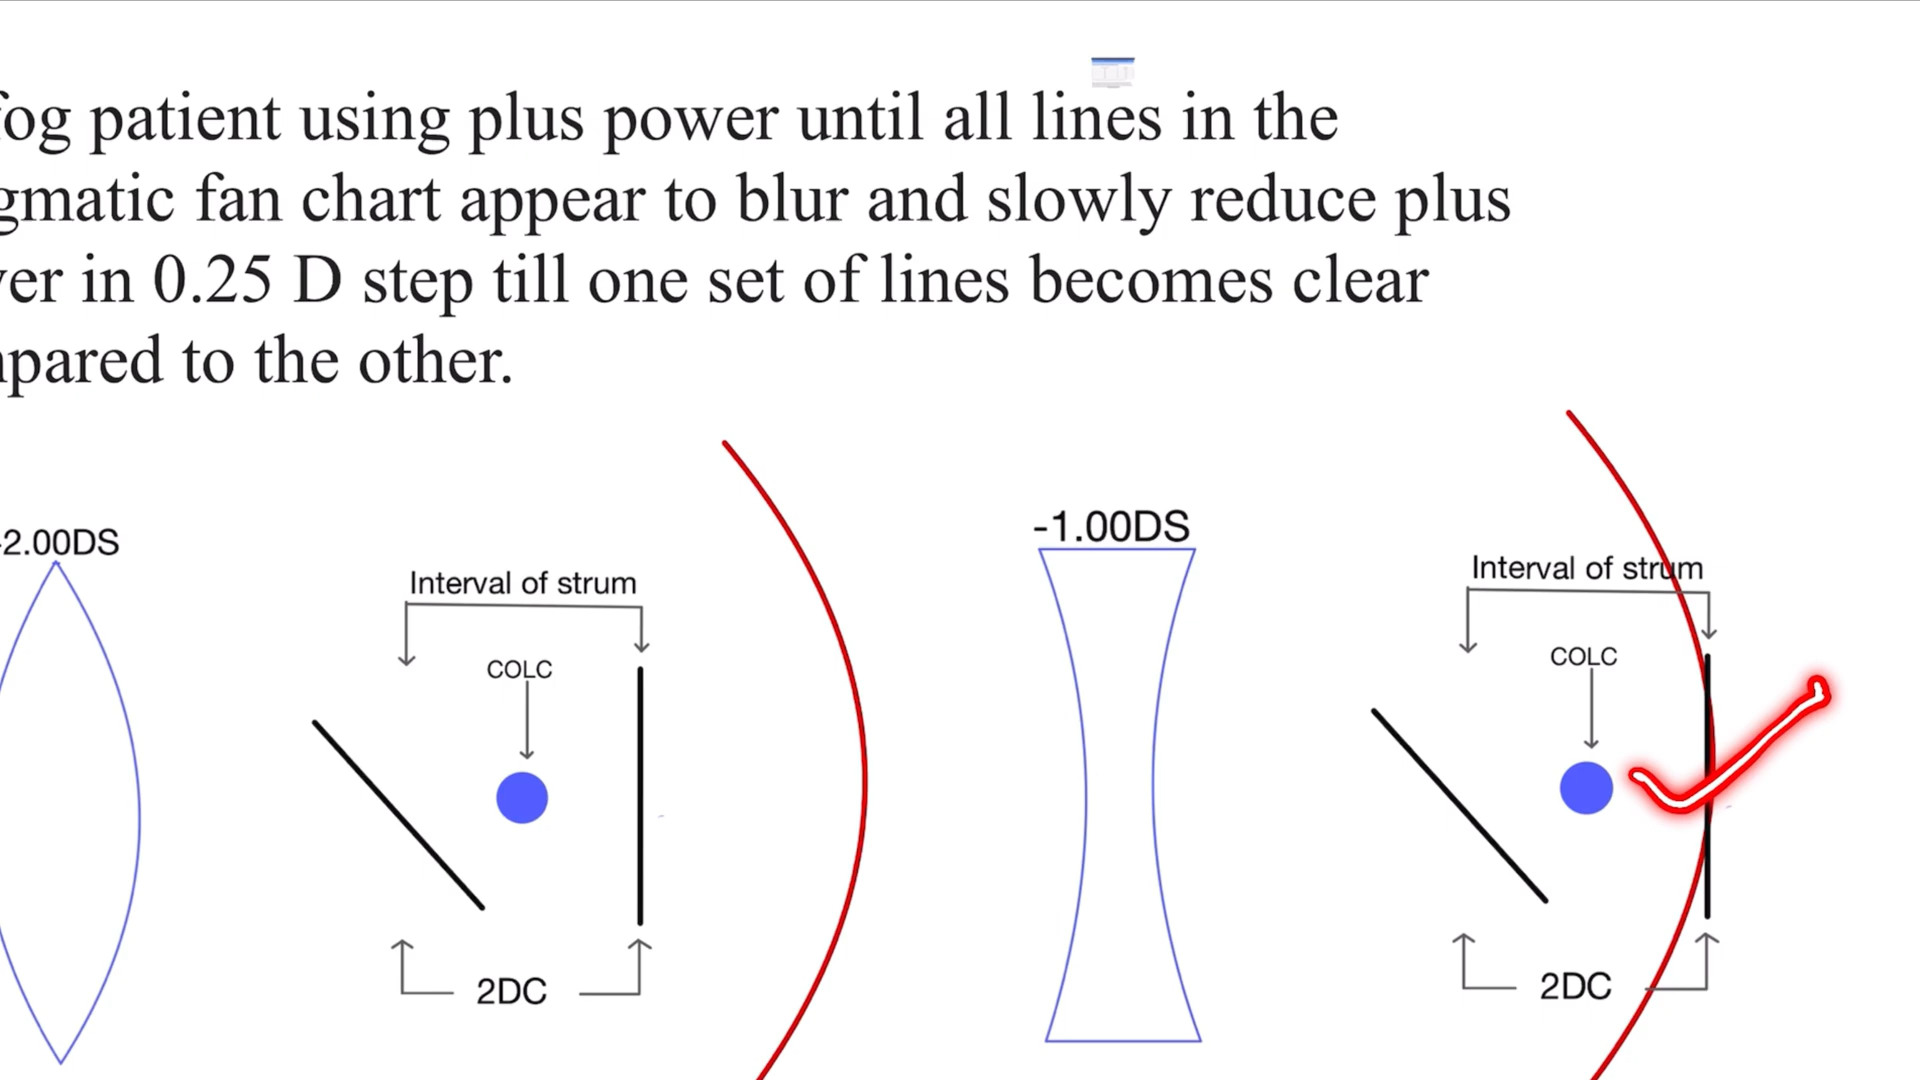 fog patient using plus power until all lines in the
gmatic fan chart appear to blur and slowly reduce plus
er in 0.25 D step till one set of lines becomes clear
pared to the other.
2.00DS
Interval of strum
COLC
2DC
-1.00DS
Interval of strum
COLC
2DC